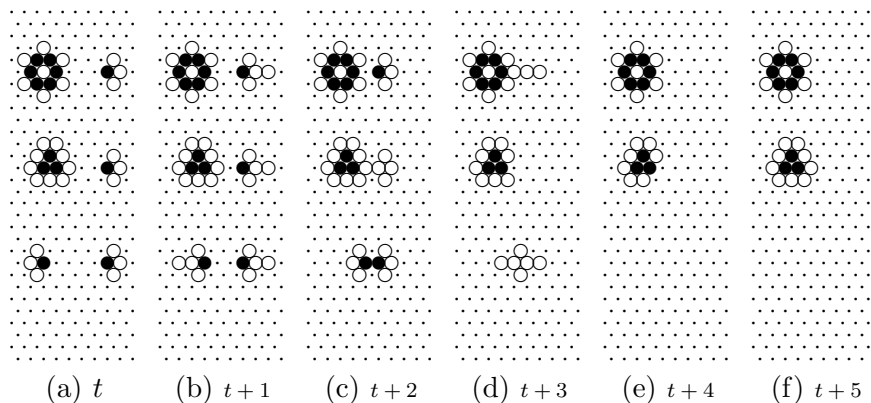 (a) t (b) t + 1 (c) t + 2 (d) t + 3 (e) t + 4 (f) t + 5